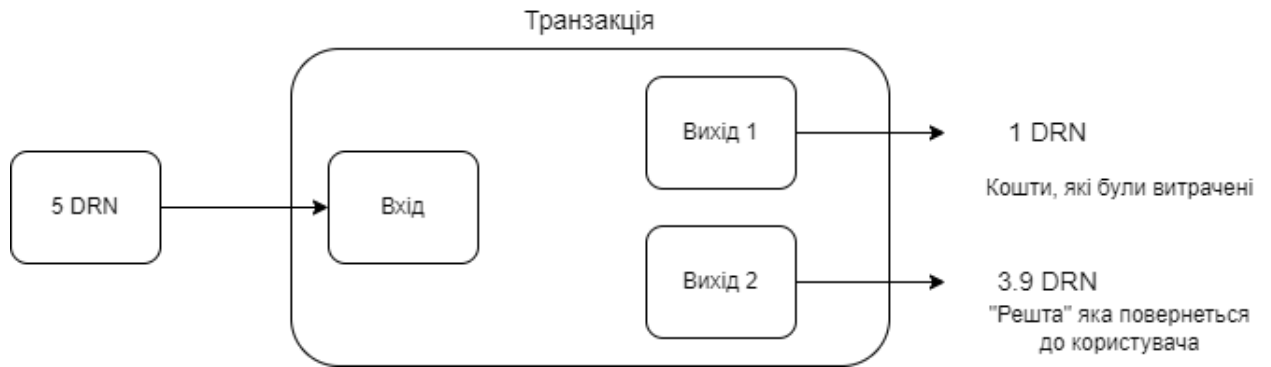 Транзакція
5 DRN
Вхід
Вихід 1
1 DRN
Кошти, які були витрачені
Вихід 2
3.9 DRN
"Решта" яка повернеться
до користувача